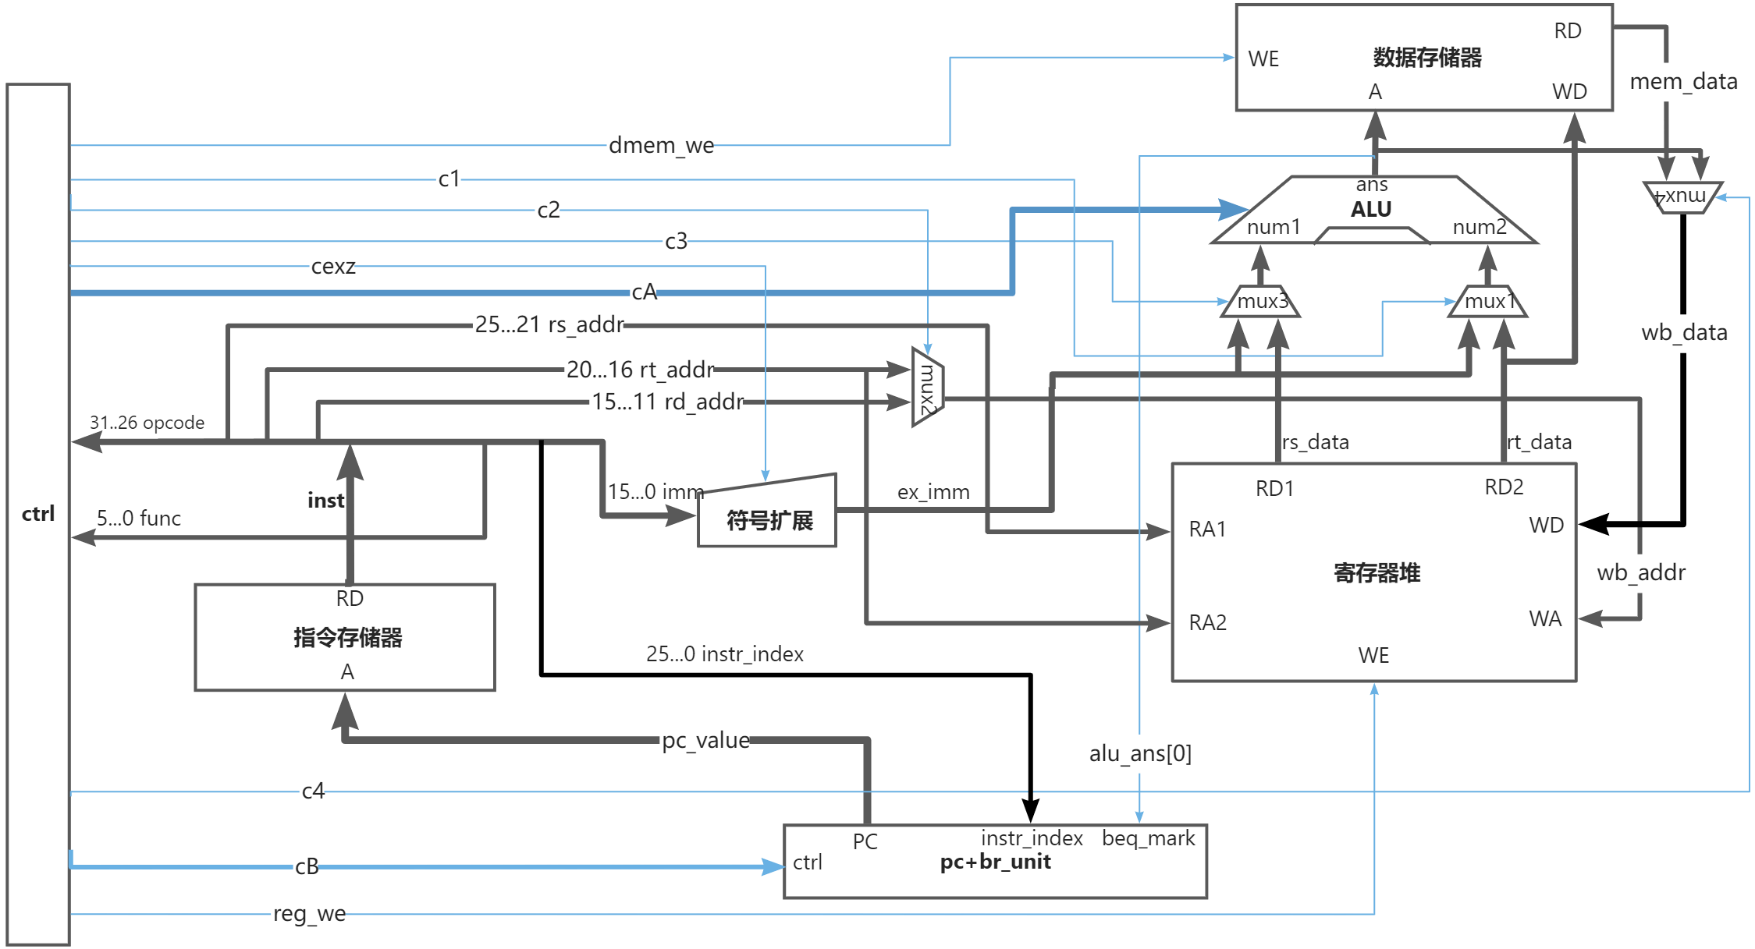 RD
WE
数据存储器
mem_data
A
WD
dmem_we
c1
ans
mux4
c2
ALU
num1
num2
c3
cexz
cA
mux3
mux1
25...21 rs_addr
wb_data
20...16 rt_addr
mux2
15...11 rd_addr
31..26 opcode
rs_data
rt_data
15...0 imm
ex_imm
RD1
RD2
inst
ctrl
5...0 func
符号扩展
RA1
WD
寄存器堆
wb_addr
RD
指令存储器
RA2
WA
25...0 instr_index
WE
A
pc_value
alu_ans[0]
c4
PC
instr_index
beq_mark
cB
ctrl
pc+br_unit
reg_we